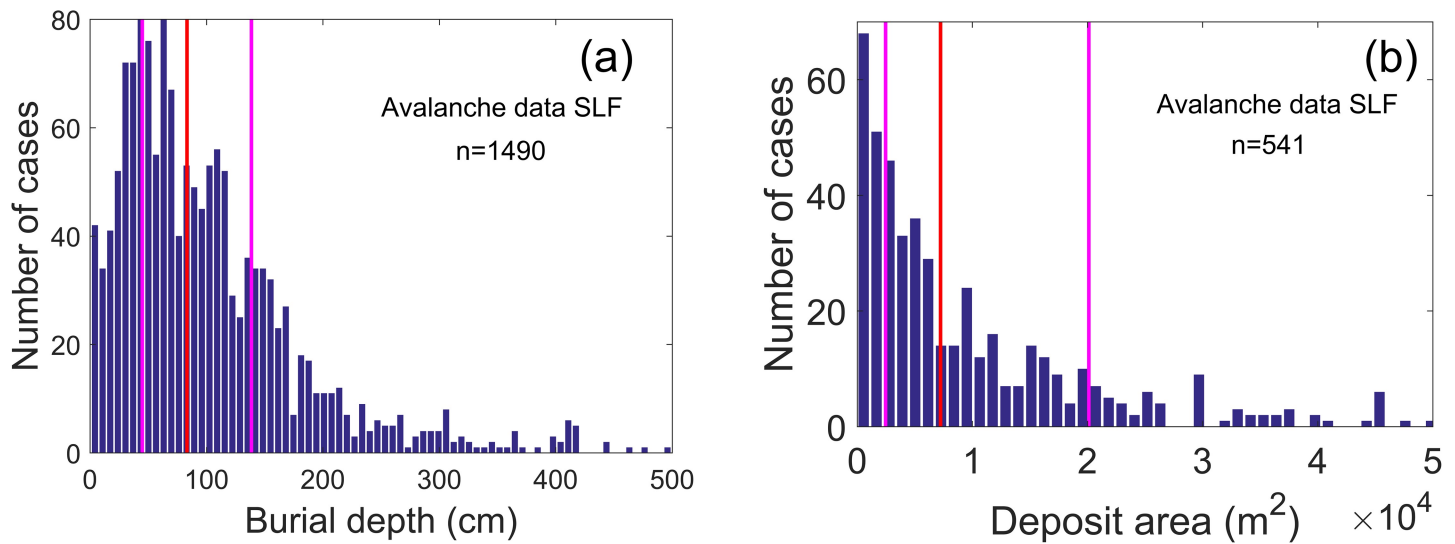 80
60
40
20
0
0 100 200 300 400 500
Number of cases
Burial depth (cm)
(a)
Avalanche data SLF
n=1490
60
40
20
0
0 1 2 3 4 5
Number of cases
Deposit area (m²) ×10⁴
(b)
Avalanche data SLF
n=541